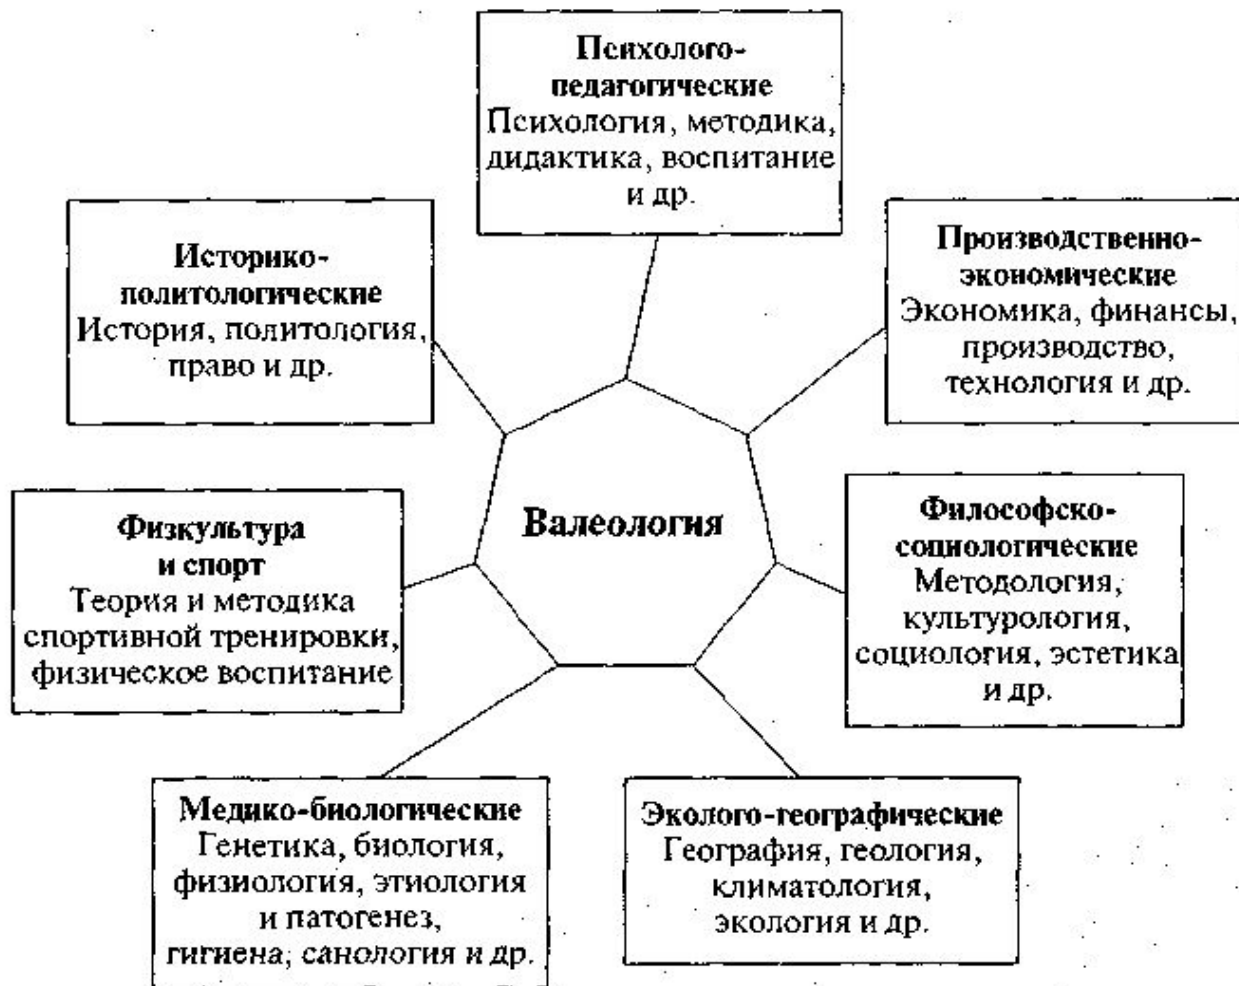 Психолого-
педагогические
Психология, методика,
дидактика, воспитание
и др.
Историко-
политологические
История, политология,
право и др.
Производственно-
экономические
Экономика, финансы,
производство,
технология и др.
Валеология
Физкультура
и спорт
Теория и методика
спортивной тренировки,
физическое воспитание
Философско-
социологические
Методология,
культурология,
социология, эстетика
и др.
Медико-биологические
Генетика, биология,
физиология, этиология
и патогенез,
гигиена, санология и др.
Эколого-географические
География, геология,
климатология,
экология и др.